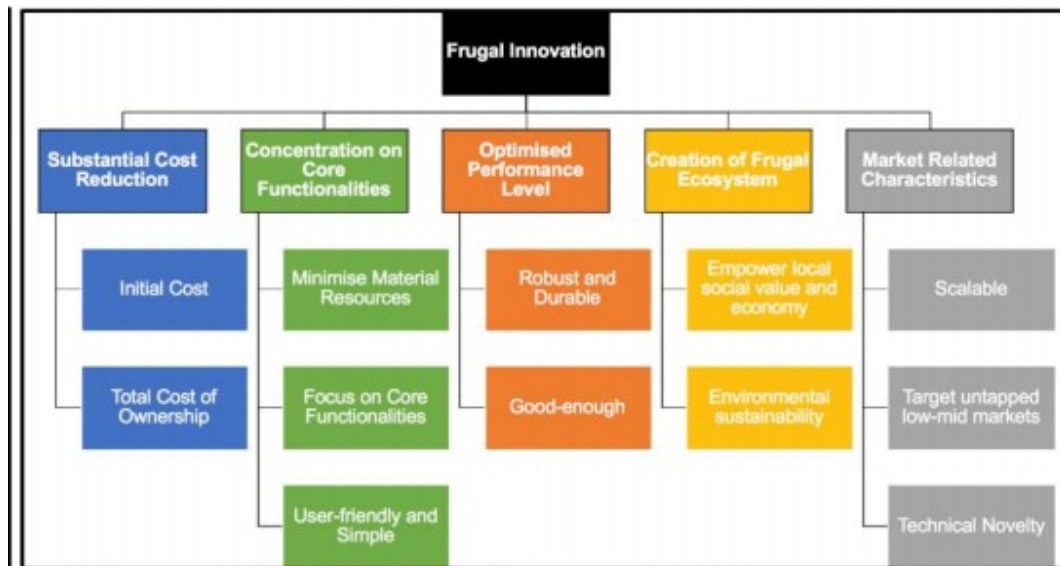 Frugal Innovation
Substantial Cost
Reduction
Concentration on
Core
Functionalities
Optimised
Performance
Level
Creation of Frugal
Ecosystem
Market Related
Characteristics
Initial Cost
Minimise Material
Resources
Robust and
Durable
Empower local
social value and
economy
Scalable
Total Cost of
Ownership
Focus on Core
Functionalities
Good-enough
Environmental
sustainability
Target untapped
low-mid markets
User-friendly and
Simple
Technical Novelty